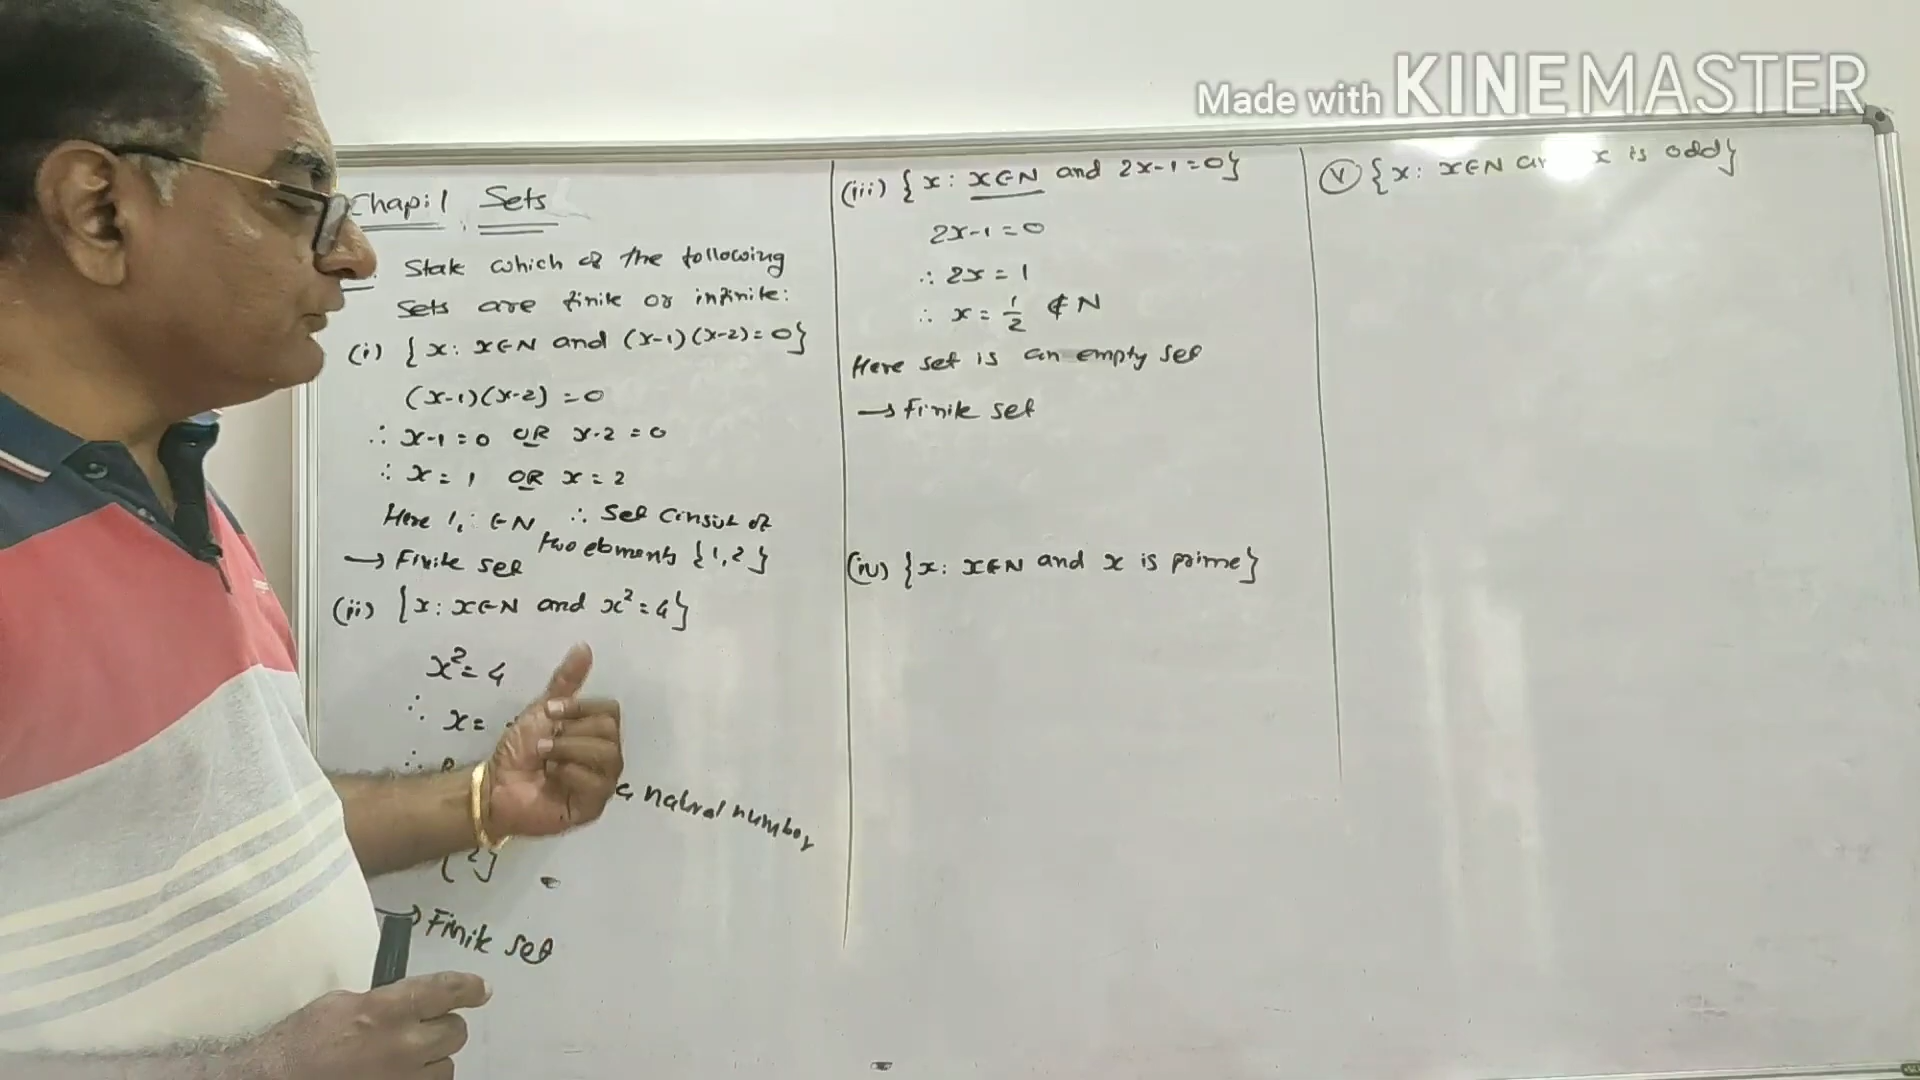 Made with KINEMASTER
Chap:1 Sets
State which of the following
sets are finite or infinite:
(i) {x: x∈N and (x-1)(x-2)=0}
(x-1)(x-2) = 0
∴ x-1=0 OR x-2=0
∴ x = 1 OR x = 2
Here 1, ∈N ∴ Set consist of
two elements {1,2}
→ Finite set
(ii) {x: x∈N and x²=4}
x² = 4
∴ x =
∴
natural number
{2}
→ Finite set
(iii) {x: x∈N and 2x-1=0}
2x-1=0
∴ 2x = 1
∴ x = 1/2 ∉ N
Here set is an empty set
→ Finite set
(iv) {x: x∈N and x is prime}
(V) {x: x∈N x is odd}